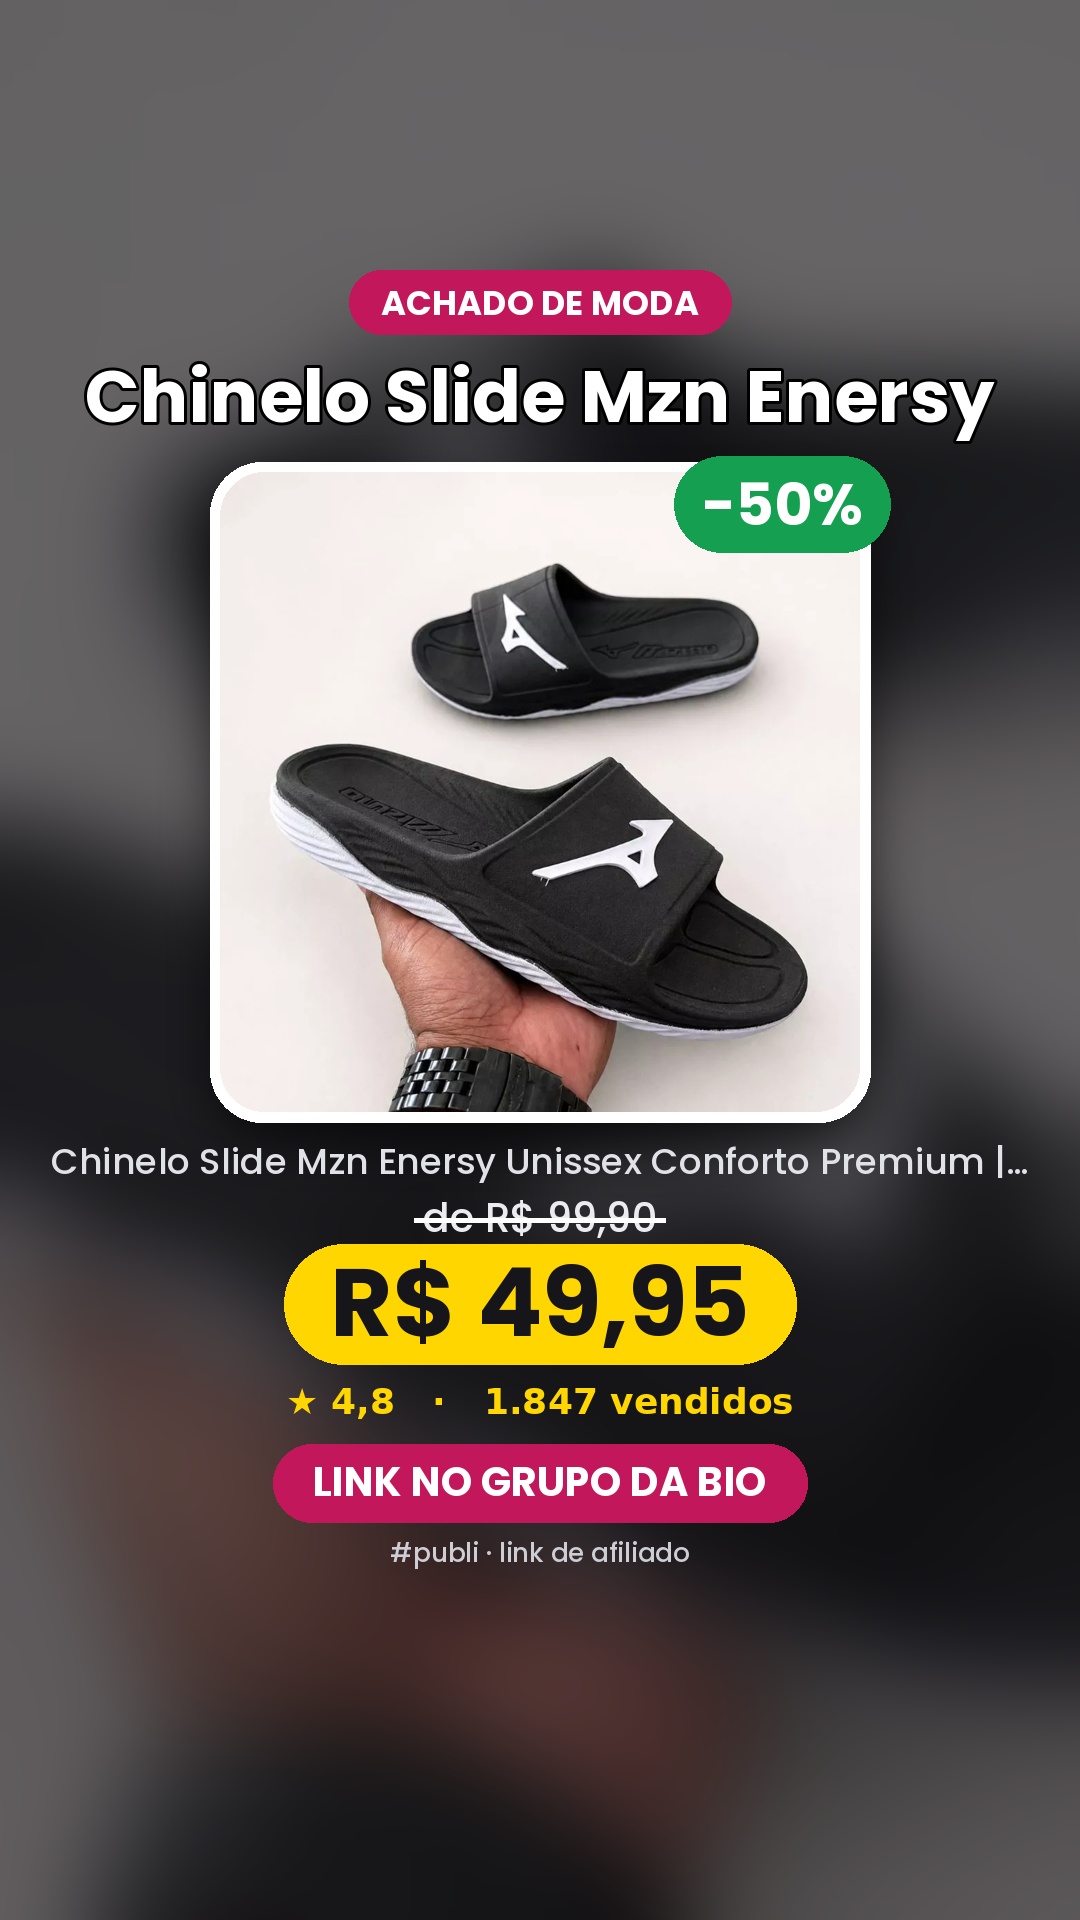 ACHADO DE MODA
Chinelo Slide Mzn Enersy
-50%
Chinelo Slide Mzn Enersy Unissex Conforto Premium |...
de R$ 99,90
R$ 49,95
★ 4,8 · 1.847 vendidos
LINK NO GRUPO DA BIO
#publi · link de afiliado